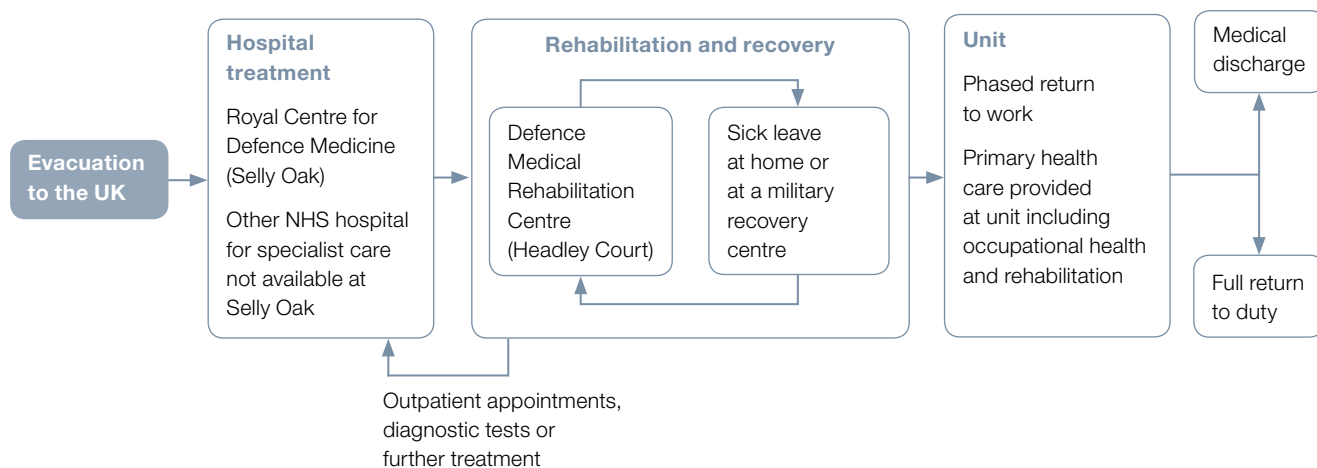 Evacuation
to the UK
Hospital
treatment
Royal Centre for
Defence Medicine
(Selly Oak)
Other NHS hospital
for specialist care
not available at
Selly Oak
Rehabilitation and recovery
Defence
Medical
Rehabilitation
Centre
(Headley Court)
Sick leave
at home or
at a military
recovery
centre
Outpatient appointments,
diagnostic tests or
further treatment
Unit
Phased return
to work
Primary health
care provided
at unit including
occupational health
and rehabilitation
Medical
discharge
Full return
to duty